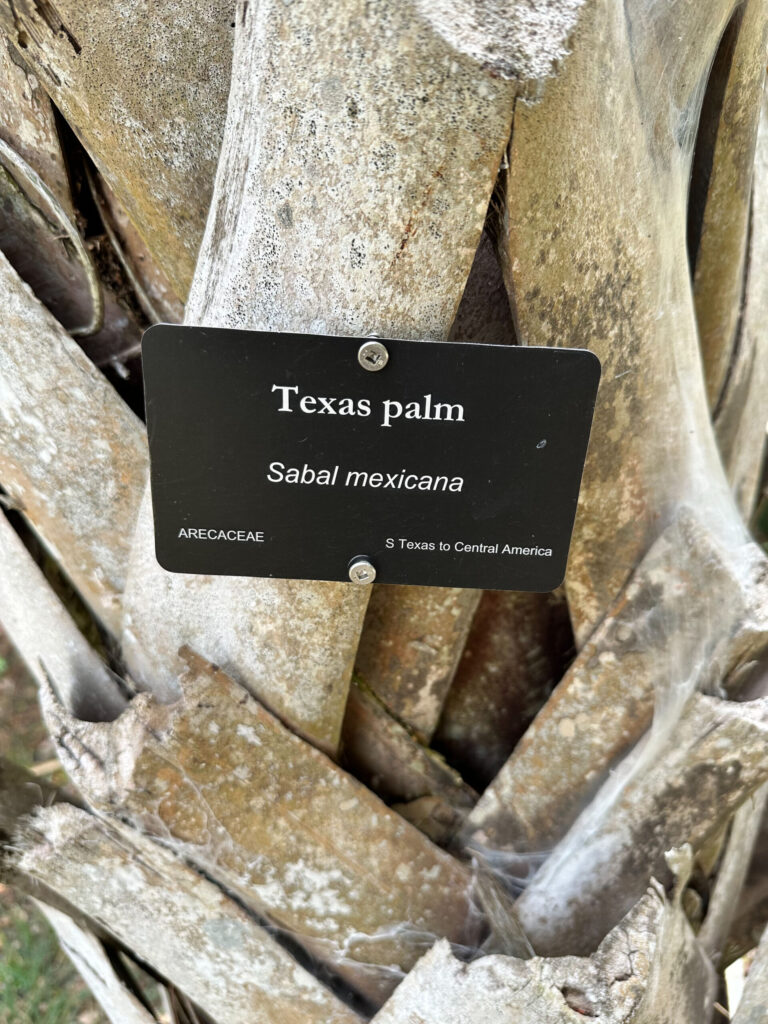 Texas palm
Sabal mexicana
ARECACEAE
S Texas to Central America